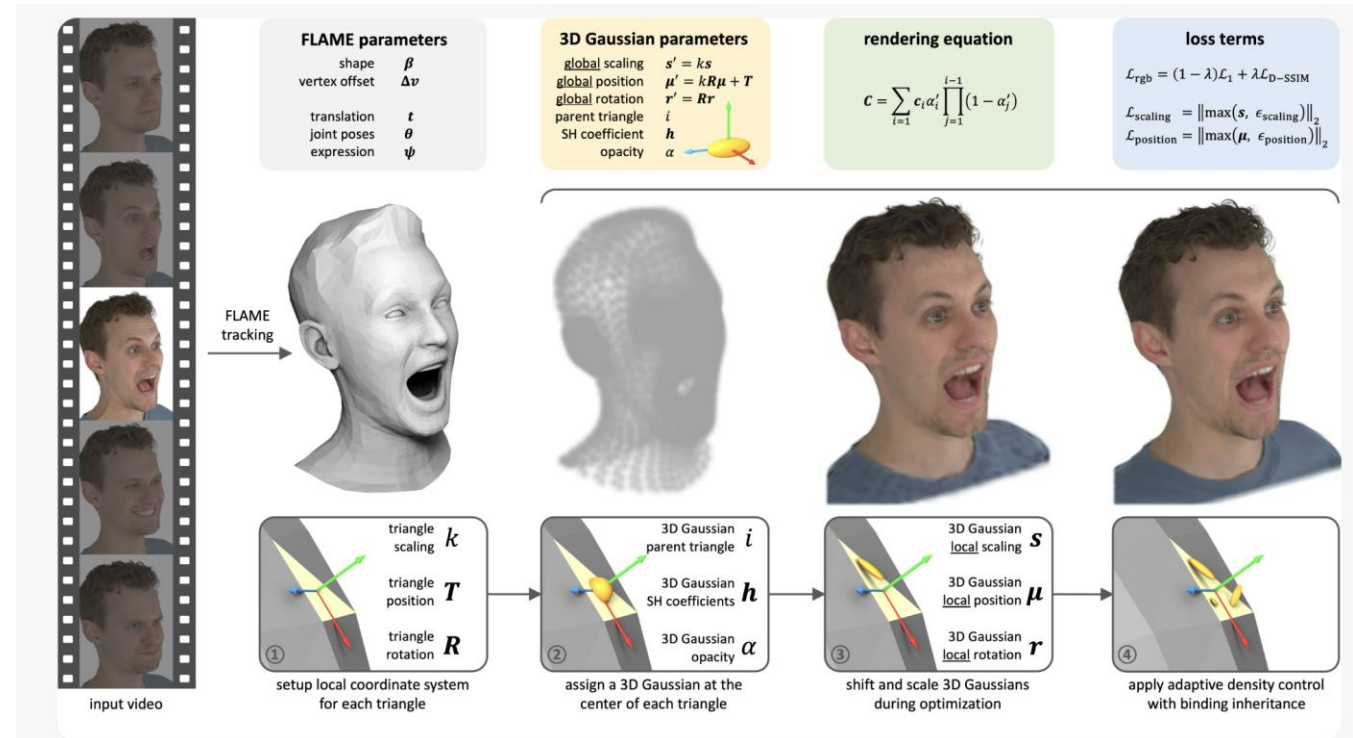 FLAME parameters
shape β
vertex offset Δv
translation t
joint poses θ
expression ψ
3D Gaussian parameters
global scaling s′ = ks
global position μ′ = kRμ + T
global rotation r′ = Rr
parent triangle i
SH coefficient h
opacity α
rendering equation
C = ∑_{i=1} c_i α′_i ∏_{j=1}^{i−1} (1 − α′_j)
loss terms
ℒ_rgb = (1 − λ)ℒ_1 + λℒ_D−SSIM
ℒ_scaling = ‖max(s, ϵ_scaling)‖_2
ℒ_position = ‖max(μ, ϵ_position)‖_2
FLAME
tracking
triangle
scaling k
triangle
position T
triangle
rotation R
①
3D Gaussian
parent triangle i
3D Gaussian
SH coefficients h
3D Gaussian
opacity α
②
3D Gaussian
local scaling s
3D Gaussian
local position μ
3D Gaussian
local rotation r
③
④
input video
setup local coordinate system
for each triangle
assign a 3D Gaussian at the
center of each triangle
shift and scale 3D Gaussians
during optimization
apply adaptive density control
with binding inheritance